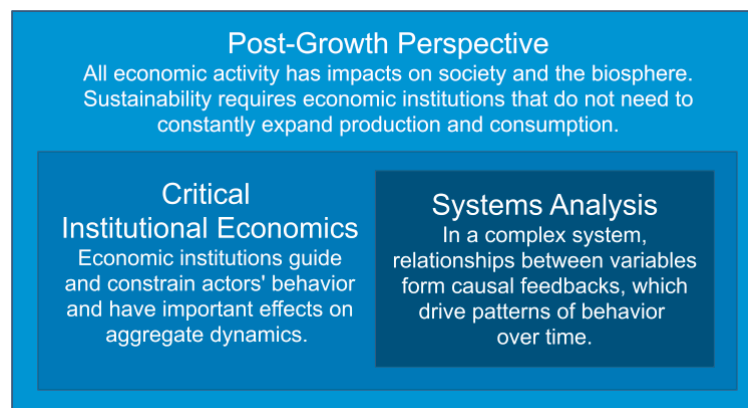 Post-Growth Perspective
All economic activity has impacts on society and the biosphere.
Sustainability requires economic institutions that do not need to
constantly expand production and consumption.
Critical
Institutional Economics
Economic institutions guide
and constrain actors' behavior
and have important effects on
aggregate dynamics.
Systems Analysis
In a complex system,
relationships between variables
form causal feedbacks, which
drive patterns of behavior
over time.